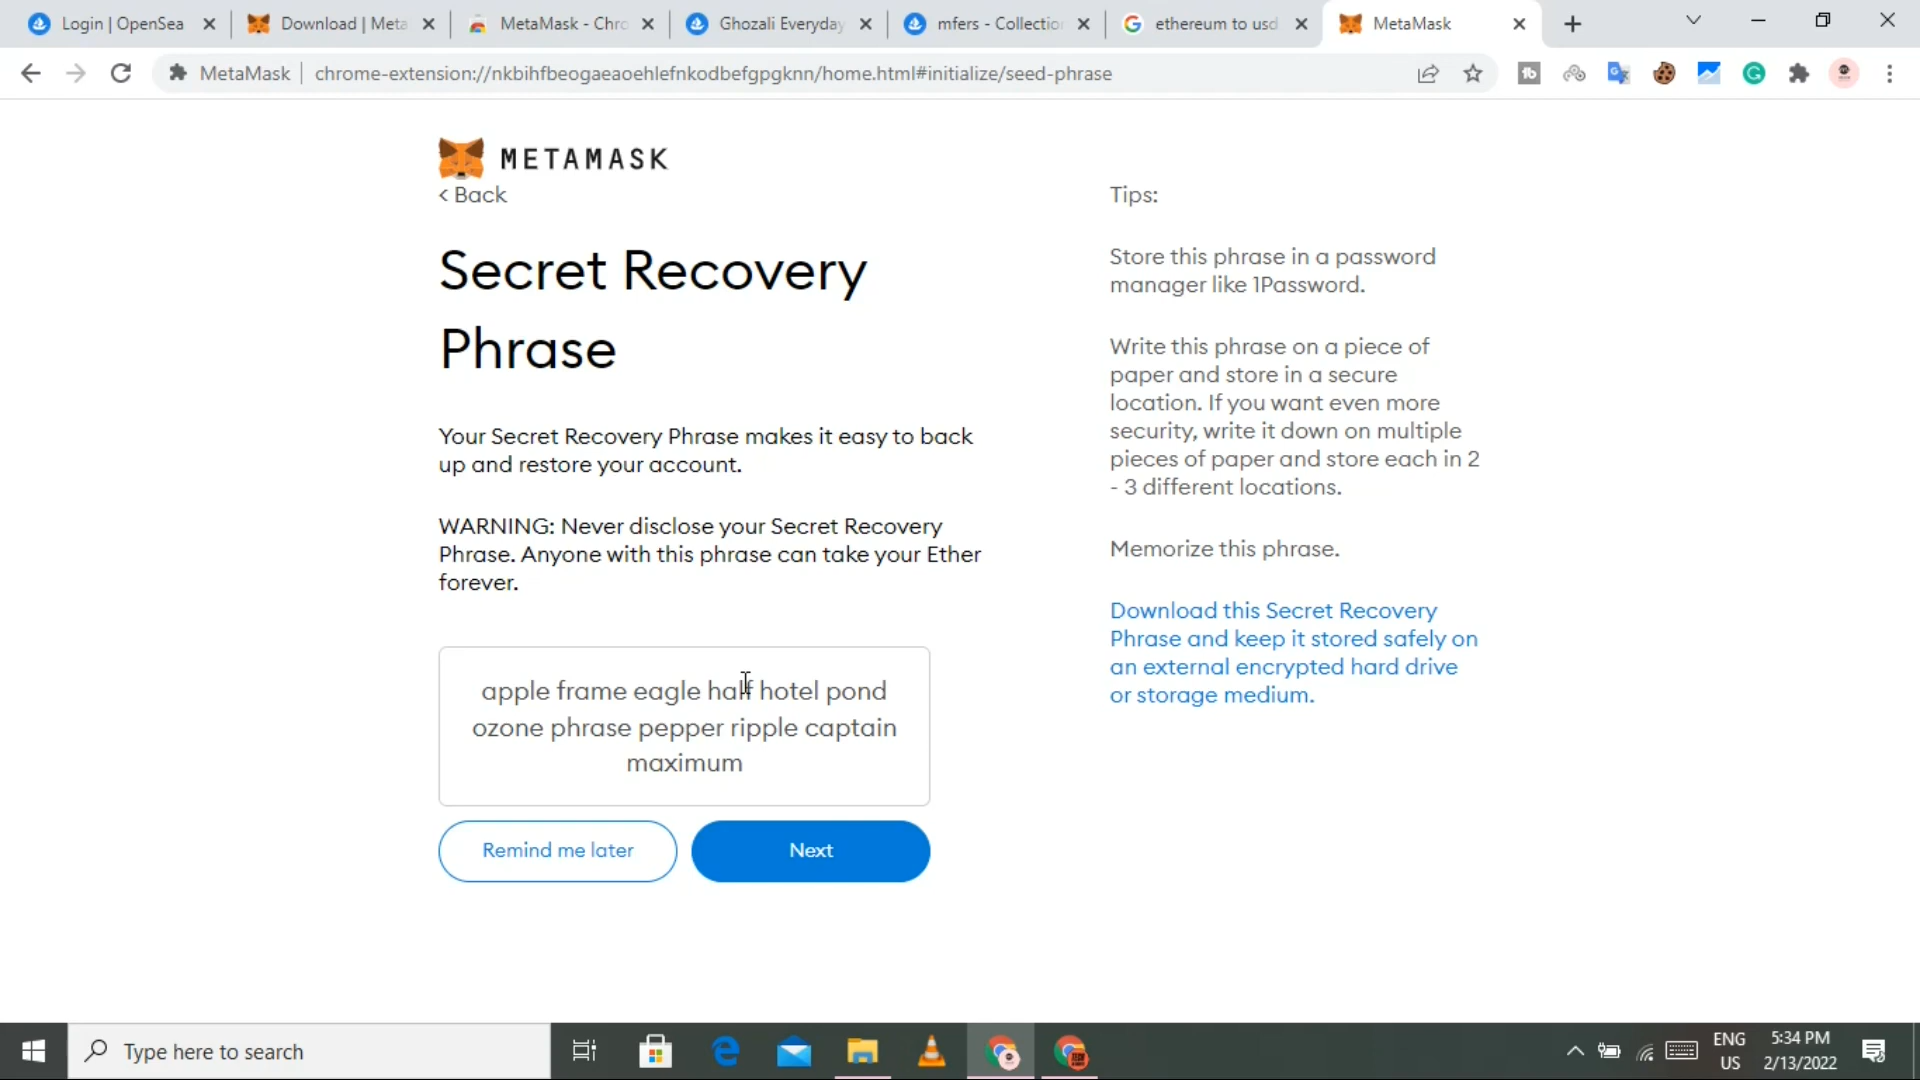 Login | OpenSea
Download | Meta
MetaMask - Chro
Ghozali Everyday
mfers - Collection
ethereum to usd
MetaMask
MetaMask
chrome-extension://nkbihfbeogaeaoehlefnkodbefgpgknn/home.html#initialize/seed-phrase
METAMASK
< Back
Secret Recovery
Phrase
Your Secret Recovery Phrase makes it easy to back
up and restore your account.
WARNING: Never disclose your Secret Recovery
Phrase. Anyone with this phrase can take your Ether
forever.
apple frame eagle half hotel pond
ozone phrase pepper ripple captain
maximum
Remind me later
Next
Tips:
Store this phrase in a password
manager like 1Password.
Write this phrase on a piece of
paper and store in a secure
location. If you want even more
security, write it down on multiple
pieces of paper and store each in 2
- 3 different locations.
Memorize this phrase.
Download this Secret Recovery
Phrase and keep it stored safely on
an external encrypted hard drive
or storage medium.
Type here to search
ENG
US
5:34 PM
2/13/2022